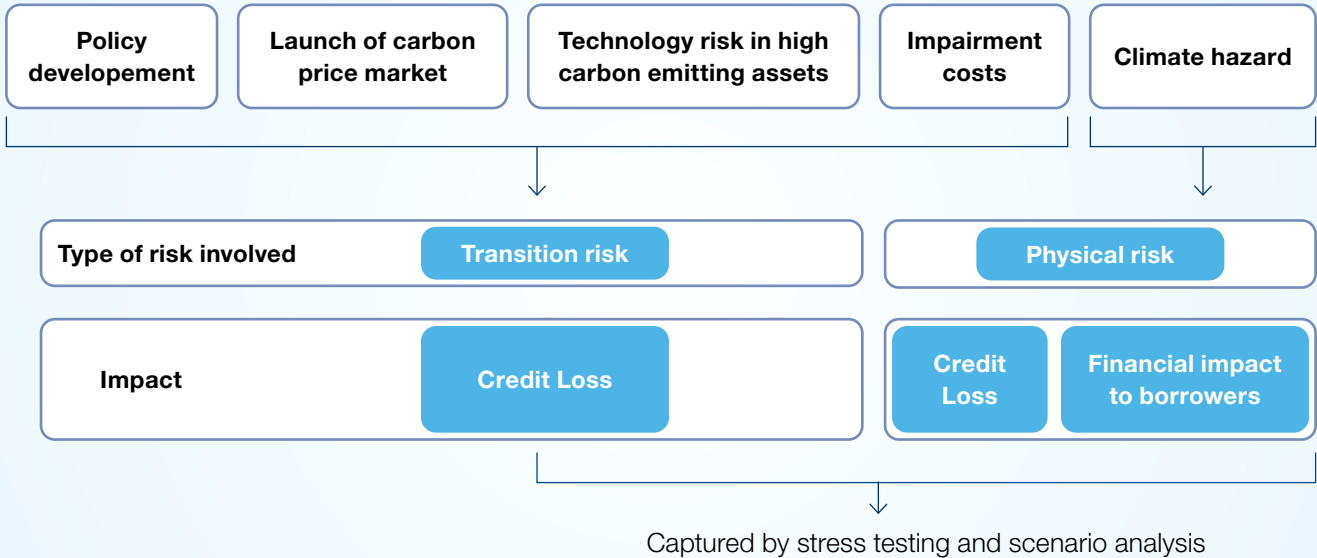 Policy
developement
Launch of carbon
price market
Technology risk in high
carbon emitting assets
Impairment
costs
Climate hazard
Type of risk involved
Transition risk
Physical risk
Impact
Credit Loss
Credit
Loss
Financial impact
to borrowers
Captured by stress testing and scenario analysis